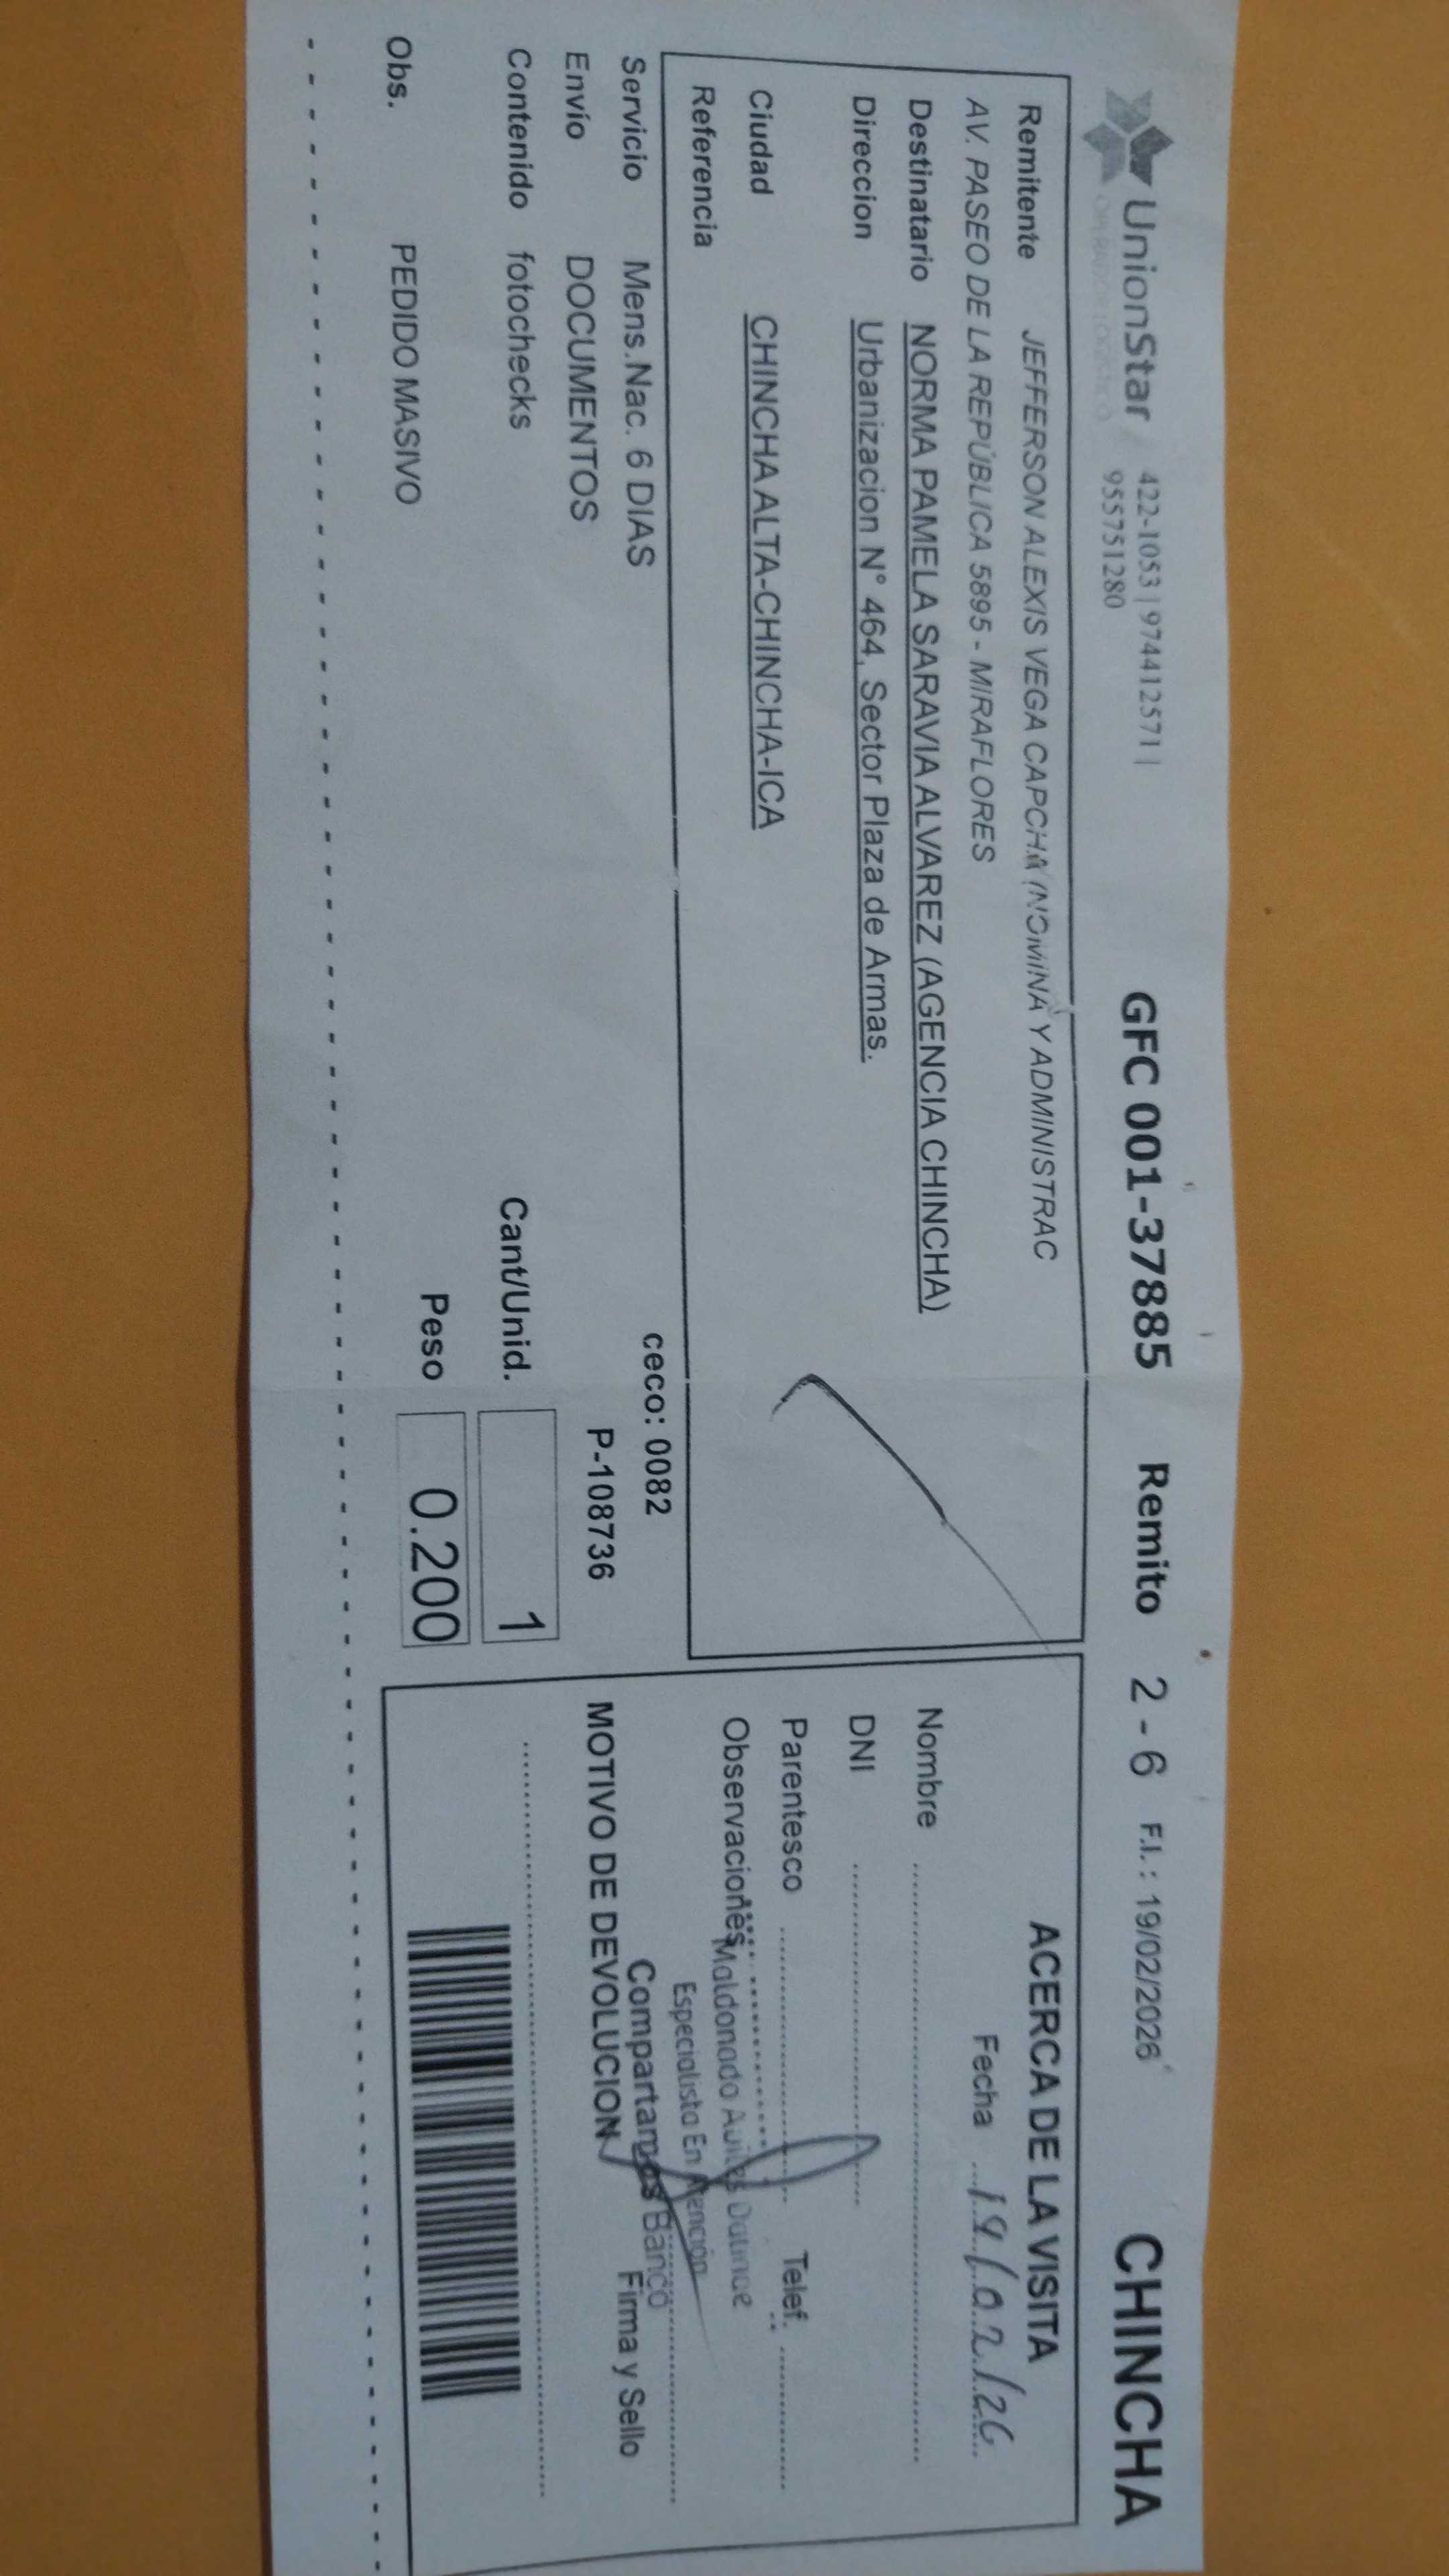 UnionStar 422-1053 | 974412571 |
955751280
OPERADOR LOGISTICO
GFC 001-37885 Remito 2 - 6 F.I. : 19/02/2026 CHINCHA
Remitente JEFFERSON ALEXIS VEGA CAPCHA (NOMINA Y ADMINISTRAC
AV. PASEO DE LA REPÚBLICA 5895 - MIRAFLORES
Destinatario NORMA PAMELA SARAVIA ALVAREZ (AGENCIA CHINCHA)
Direccion Urbanizacion N° 464, Sector Plaza de Armas.
Ciudad CHINCHA ALTA-CHINCHA-ICA
Referencia
Servicio Mens.Nac. 6 DIAS ceco: 0082
Envío DOCUMENTOS P-108736
Contenido fotochecks Cant/Unid. 1
Peso 0.200
Obs. PEDIDO MASIVO
ACERCA DE LA VISITA
Fecha 19/02/26
Nombre
DNI
Parentesco Telef.
Observaciones
Maldonado
Especialista En Atención
Compartamos Banco
Firma y Sello
MOTIVO DE DEVOLUCION